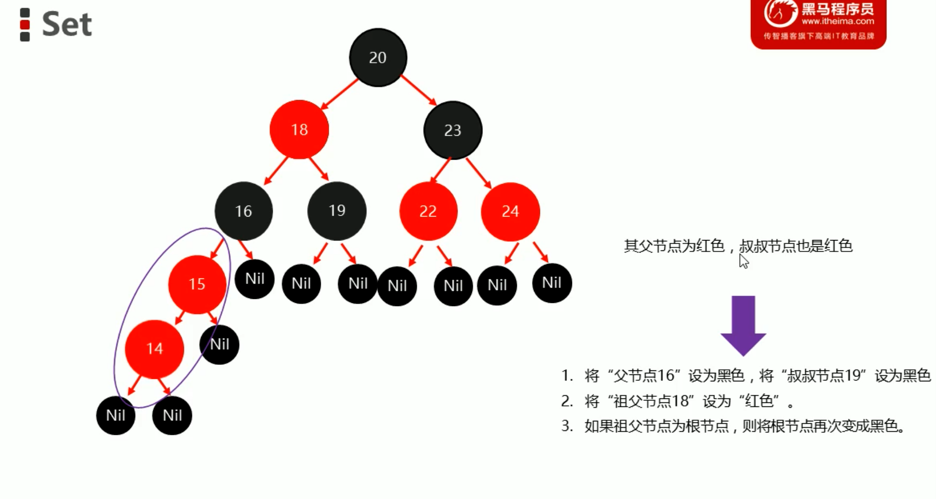 Set
黑马程序员
www.itheima.com
传智播客旗下高端IT教育品牌
20
18
23
16
19
22
24
15
Nil
Nil
Nil
Nil
Nil
Nil
Nil
14
Nil
Nil
Nil
其父节点为红色，叔叔节点也是红色
1. 将“父节点16”设为黑色，将“叔叔节点19”设为黑色
2. 将“祖父节点18”设为“红色”。
3. 如果祖父节点为根节点，则将根节点再次变成黑色。